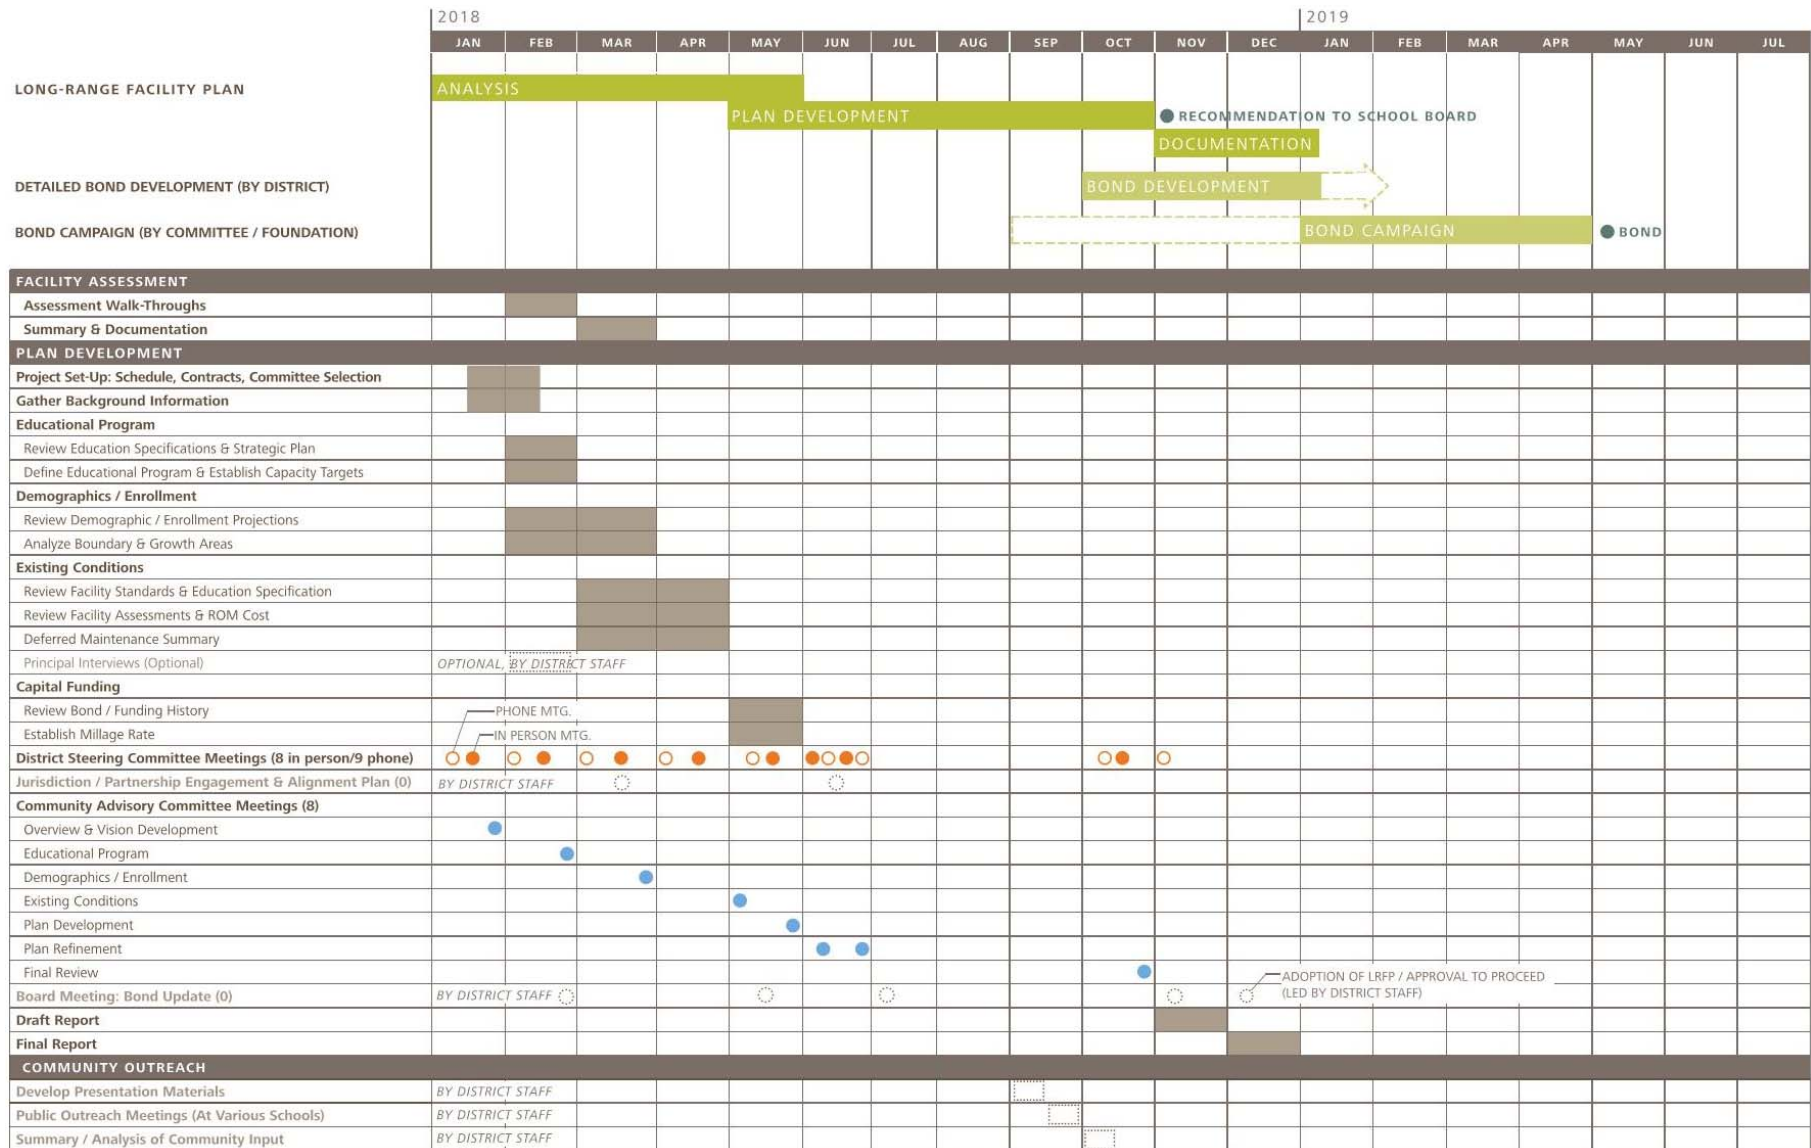 2018
2019
JAN FEB MAR APR MAY JUN JUL AUG SEP OCT NOV DEC JAN FEB MAR APR MAY JUN JUL
LONG-RANGE FACILITY PLAN
ANALYSIS
PLAN DEVELOPMENT
RECOMMENDATION TO SCHOOL BOARD
DOCUMENTATION
DETAILED BOND DEVELOPMENT (BY DISTRICT)
BOND DEVELOPMENT
BOND CAMPAIGN (BY COMMITTEE / FOUNDATION)
BOND CAMPAIGN
BOND
FACILITY ASSESSMENT
Assessment Walk-Throughs
Summary & Documentation
PLAN DEVELOPMENT
Project Set-Up: Schedule, Contracts, Committee Selection
Gather Background Information
Educational Program
Review Education Specifications & Strategic Plan
Define Educational Program & Establish Capacity Targets
Demographics / Enrollment
Review Demographic / Enrollment Projections
Analyze Boundary & Growth Areas
Existing Conditions
Review Facility Standards & Education Specification
Review Facility Assessments & ROM Cost
Deferred Maintenance Summary
Principal Interviews (Optional)
OPTIONAL, BY DISTRICT STAFF
Capital Funding
Review Bond / Funding History
PHONE MTG.
Establish Millage Rate
IN PERSON MTG.
District Steering Committee Meetings (8 in person/9 phone)
Jurisdiction / Partnership Engagement & Alignment Plan (0)
BY DISTRICT STAFF
Community Advisory Committee Meetings (8)
Overview & Vision Development
Educational Program
Demographics / Enrollment
Existing Conditions
Plan Development
Plan Refinement
Final Review
ADOPTION OF LRFP / APPROVAL TO PROCEED
(LED BY DISTRICT STAFF)
Board Meeting: Bond Update (0)
BY DISTRICT STAFF
Draft Report
Final Report
COMMUNITY OUTREACH
Develop Presentation Materials
BY DISTRICT STAFF
Public Outreach Meetings (At Various Schools)
BY DISTRICT STAFF
Summary / Analysis of Community Input
BY DISTRICT STAFF